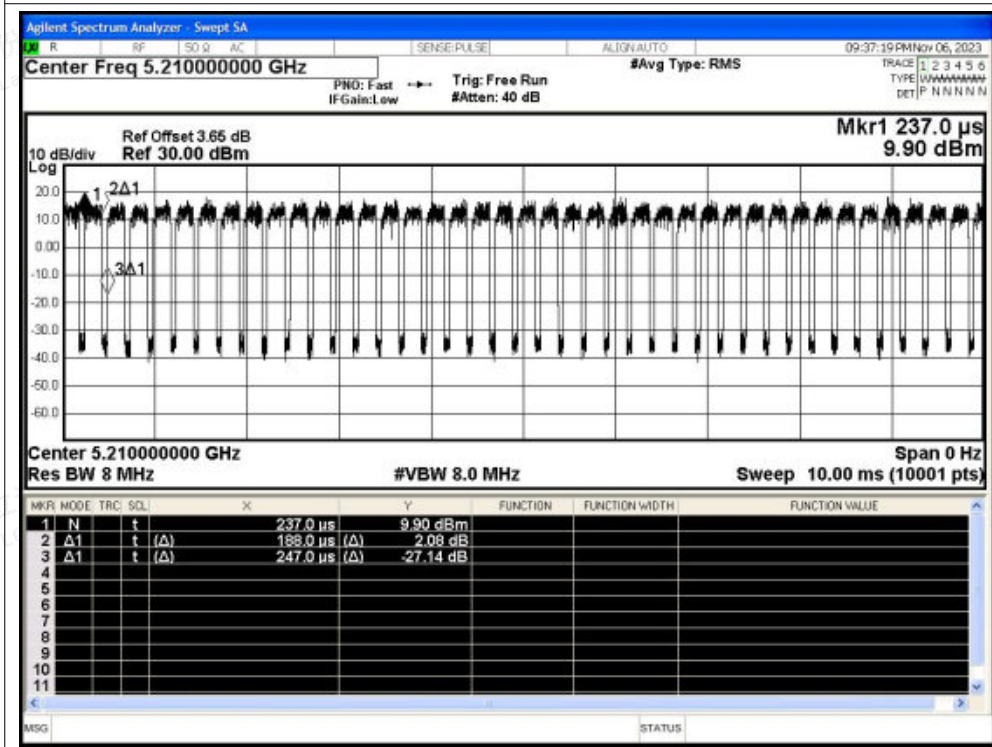 Agilent Spectrum Analyzer - Swept SA
LXI R RF 50 Ω AC SENSE:PULSE ALIGN AUTO 09:37:19 PM Nov 06, 2023
Center Freq 5.210000000 GHz #Avg Type: RMS TRACE 1 2 3 4 5 6
PNO: Fast Trig: Free Run TYPE WWWWWWW
IFGain:Low #Atten: 40 dB DET P N N N N N
Mkr1 237.0 µs
Ref Offset 3.65 dB
10 dB/div Ref 30.00 dBm 9.90 dBm
Log
20.0
1 2Δ1
10.0
0.00
-10.0 3Δ1
-20.0
-30.0
-40.0
-50.0
-60.0
Center 5.210000000 GHz Span 0 Hz
Res BW 8 MHz #VBW 8.0 MHz Sweep 10.00 ms (10001 pts)
MKR MODE TRC SCL X Y FUNCTION FUNCTION WIDTH FUNCTION VALUE
1 N t 237.0 µs 9.90 dBm
2 Δ1 t (Δ) 188.0 µs (Δ) 2.08 dB
3 Δ1 t (Δ) 247.0 µs (Δ) -27.14 dB
4
5
6
7
8
9
10
11
MSG STATUS